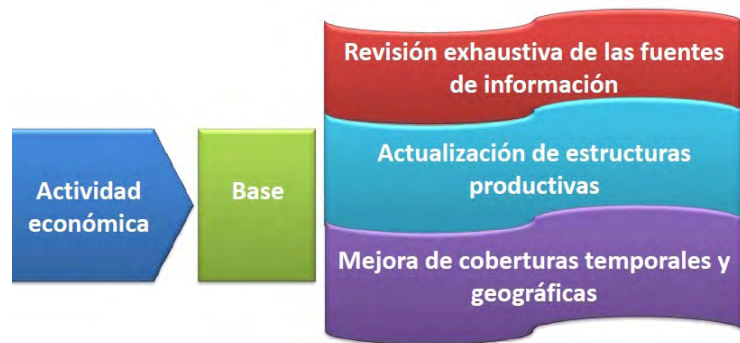 Actividad
económica
Base
Revisión exhaustiva de las fuentes
de información
Actualización de estructuras
productivas
Mejora de coberturas temporales y
geográficas